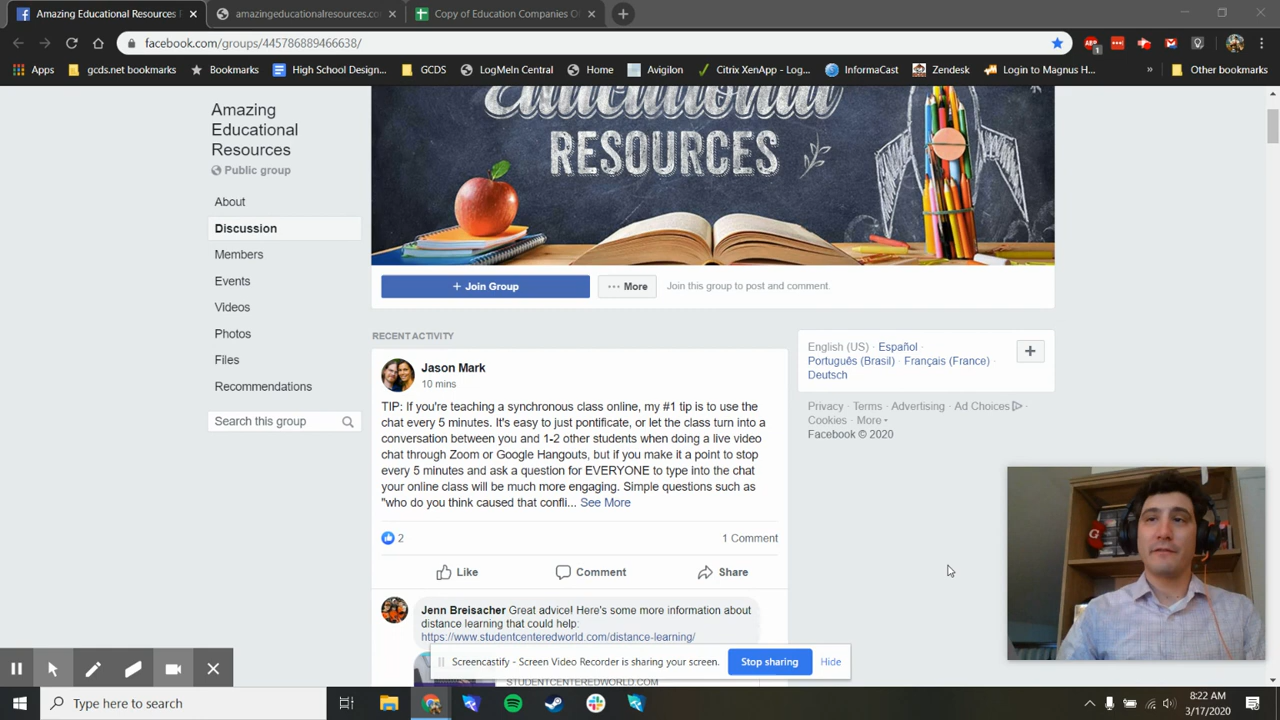 Amazing Educational Resources
amazingeducationalresources.co
Copy of Education Companies O
facebook.com/groups/445786889466638/
Apps
gcds.net bookmarks
Bookmarks
High School Design...
GCDS
LogMeIn Central
Home
Avigilon
Citrix XenApp - Log...
InformaCast
Zendesk
Login to Magnus H...
»
Other bookmarks
Amazing
Educational
Resources
Public group
About
Discussion
Members
Events
Videos
Photos
Files
Recommendations
Search this group
Educational
RESOURCES
+ Join Group
··· More
Join this group to post and comment.
RECENT ACTIVITY
Jason Mark
10 mins
TIP: If you're teaching a synchronous class online, my #1 tip is to use the
chat every 5 minutes. It's easy to just pontificate, or let the class turn into a
conversation between you and 1-2 other students when doing a live video
chat through Zoom or Google Hangouts, but if you make it a point to stop
every 5 minutes and ask a question for EVERYONE to type into the chat
your online class will be much more engaging. Simple questions such as
"who do you think caused that confli... See More
2
1 Comment
Like
Comment
Share
Jenn Breisacher Great advice! Here's some more information about
distance learning that could help:
https://www.studentcenteredworld.com/distance-learning/
STUDENTCENTEREDWORLD.COM
English (US) · Español ·
Português (Brasil) · Français (France) ·
Deutsch
Privacy · Terms · Advertising · Ad Choices ·
Cookies · More
Facebook © 2020
Screencastify - Screen Video Recorder is sharing your screen.
Stop sharing
Hide
Type here to search
8:22 AM
3/17/2020